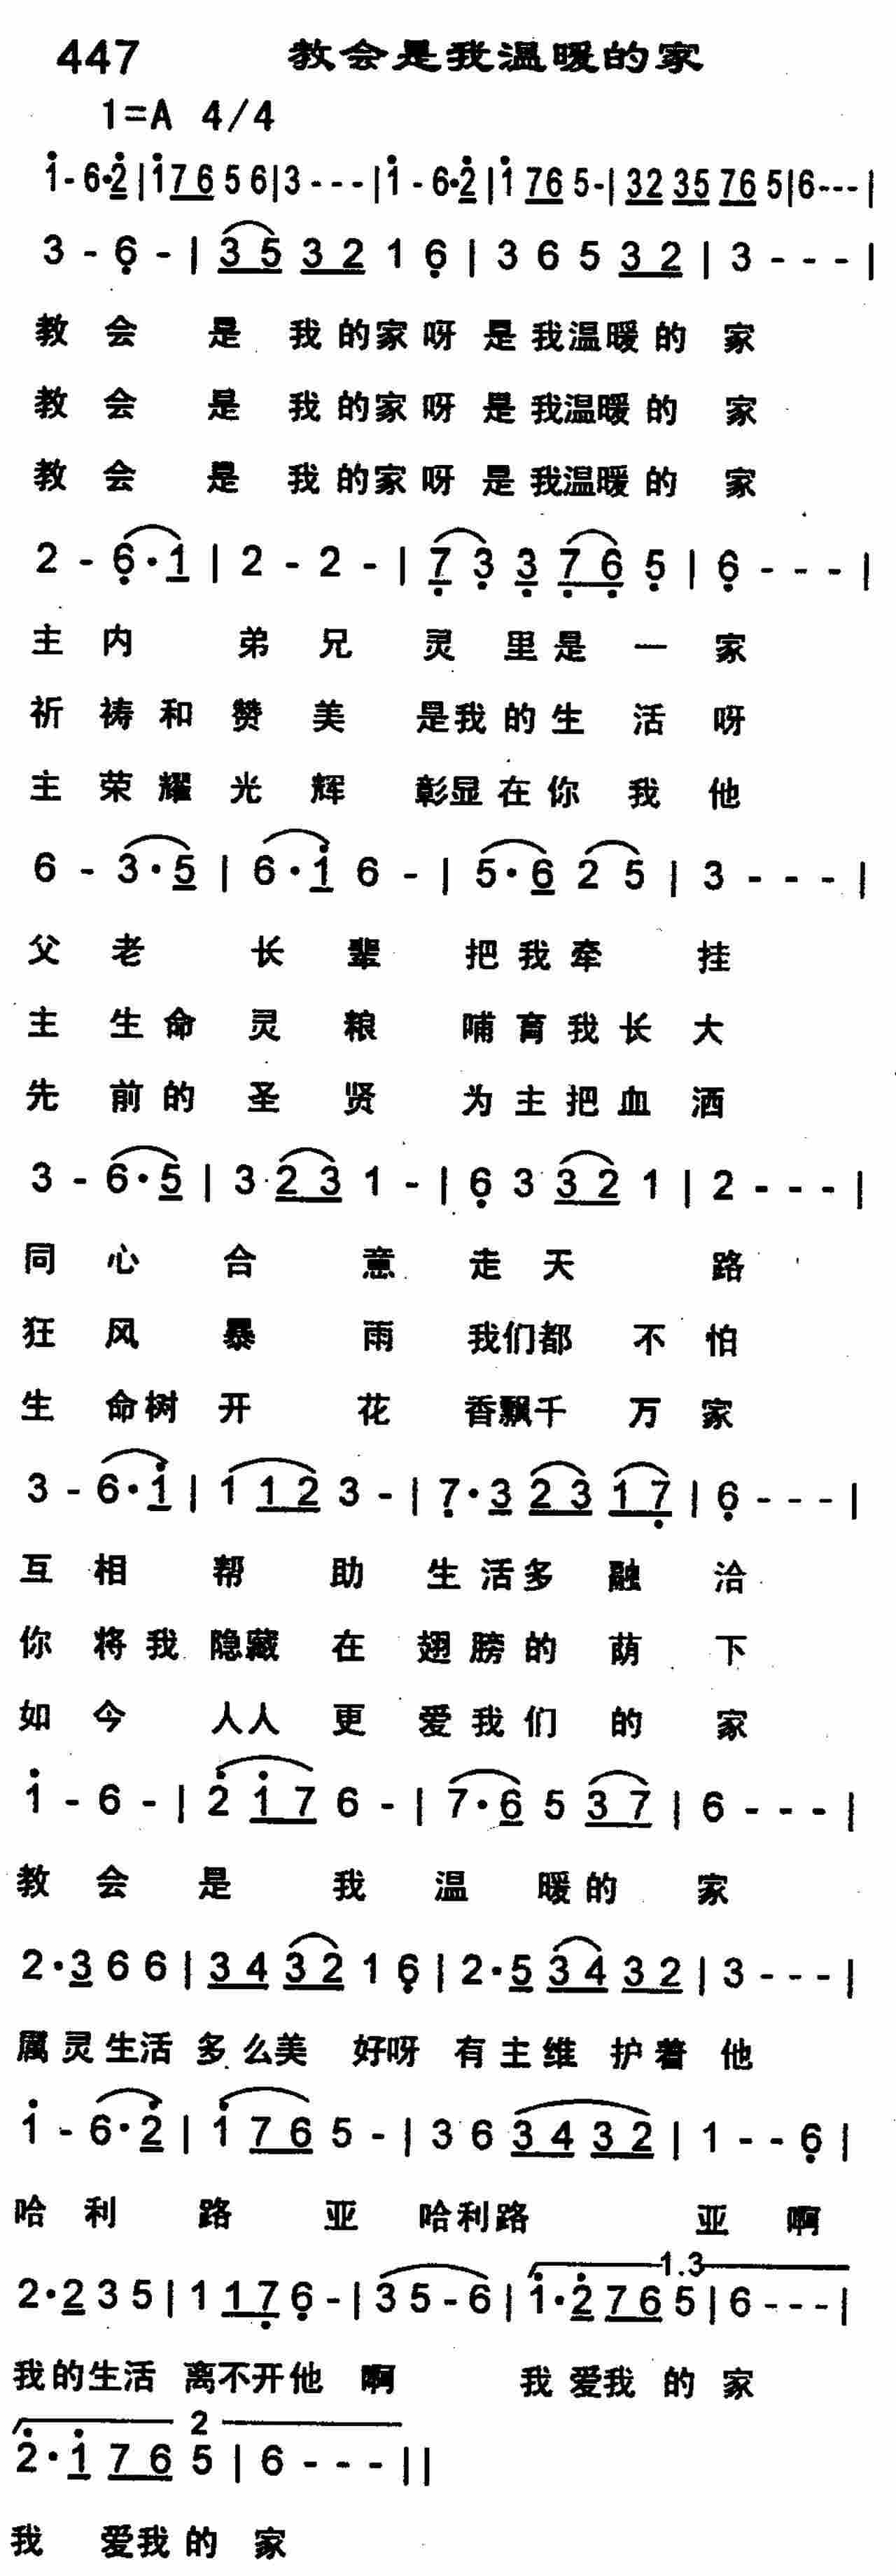 447 教会是我温暖的家
1=A 4/4
i - 6·2̇ | i 7 6 5 6 | 3 - - - | i - 6·2̇ | i 7 6 5 - | 3 2 3 5 7 6 5 | 6 - - - |
3 - 6̣ - | 3 5 3 2 1 6̣ | 3 6 5 3 2 | 3 - - - |
教 会 是 我 的 家 呀 是 我 温 暖 的 家
教 会 是 我 的 家 呀 是 我 温 暖 的 家
教 会 是 我 的 家 呀 是 我 温 暖 的 家
2 - 6̣·1 | 2 - 2 - | 7̣ 3̣ 3̣ 7̣ 6̣ 5̣ | 6̣ - - - |
主 内 弟 兄 灵 里 是 一 家
祈 祷 和 赞 美 是 我 的 生 活 呀
主 荣 耀 光 辉 彰 显 在 你 我 他
6 - 3·5 | 6·i 6 - | 5·6 2 5 | 3 - - - |
父 老 长 辈 把 我 牵 挂
主 生 命 灵 粮 哺 育 我 长 大
先 前 的 圣 贤 为 主 把 血 洒
3 - 6·5 | 3 2 3 1 - | 6̣ 3 3 2 1 | 2 - - - |
同 心 合 意 走 天 路
狂 风 暴 雨 我 们 都 不 怕
生 命 树 开 花 香 飘 千 万 家
3 - 6·i | 1 1 2 3 - | 7̣·3 2 3 1 7̣ | 6̣ - - - |
互 相 帮 助 生 活 多 融 洽
你 将 我 隐 藏 在 翅 膀 的 荫 下
如 今 人 人 更 爱 我 们 的 家
i - 6 - | 2̇ i 7 6 - | 7·6 5 3 7 | 6 - - - |
教 会 是 我 温 暖 的 家
2·3 6 6 | 3 4 3 2 1 6̣ | 2·5 3 4 3 2 | 3 - - - |
属 灵 生 活 多 么 美 好 呀 有 主 维 护 着 他
i - 6·2̇ | i 7 6 5 - | 3 6 3 4 3 2 | 1 - - 6̣ |
哈 利 路 亚 哈 利 路 亚 啊
1.3
2·2 3 5 | 1 1 7̣ 6̣ - | 3 5 - 6 | i·2̇ 7 6 5 | 6 - - - |
我 的 生 活 离 不 开 他 啊 我 爱 我 的 家
2
2̇·i 7 6 5 | 6 - - - ||
我 爱 我 的 家